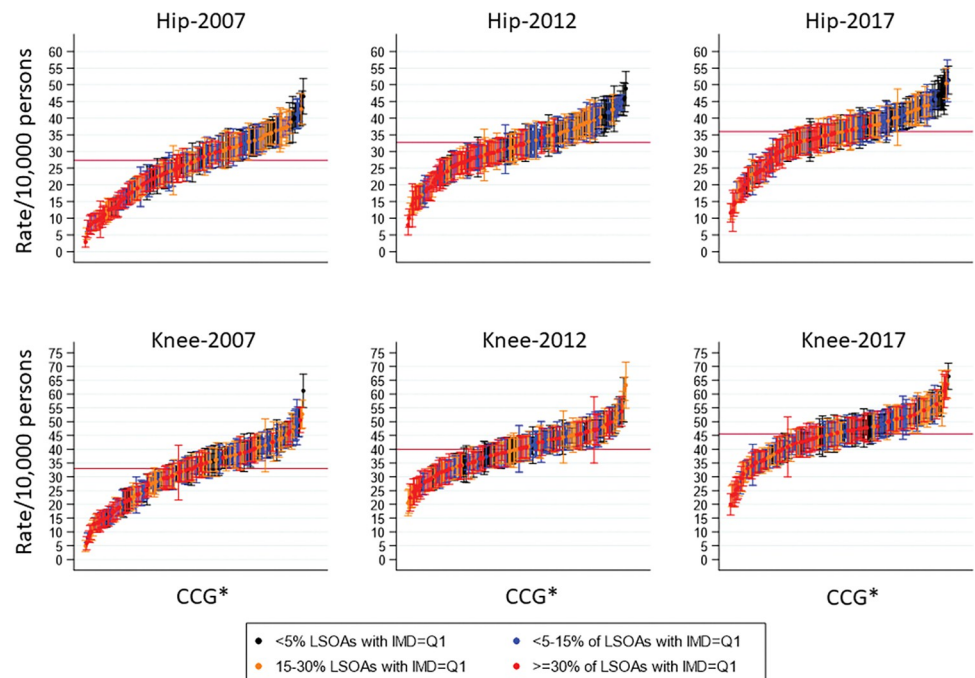 Hip-2007 Hip-2012 Hip-2017
Rate/10,000 persons
60 60 60
55 55 55
50 50 50
45 45 45
40 40 40
35 35 35
30 30 30
25 25 25
20 20 20
15 15 15
10 10 10
5 5 5
0 0 0
Knee-2007 Knee-2012 Knee-2017
Rate/10,000 persons
75 75 75
70 70 70
65 65 65
60 60 60
55 55 55
50 50 50
45 45 45
40 40 40
35 35 35
30 30 30
25 25 25
20 20 20
15 15 15
10 10 10
5 5 5
0 0 0
CCG* CCG* CCG*
<5% LSOAs with IMD=Q1 <5-15% of LSOAs with IMD=Q1
15-30% LSOAs with IMD=Q1 >=30% of LSOAs with IMD=Q1